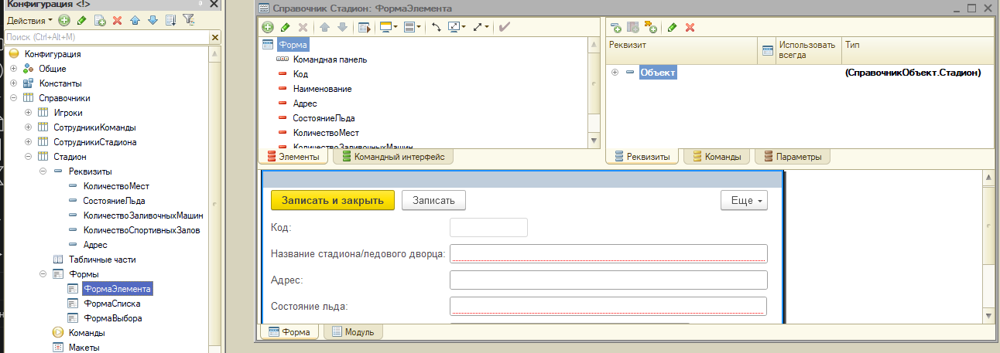 Конфигурация <!>
Действия
Поиск (Ctrl+Alt+M)
Конфигурация
Общие
Константы
Справочники
Игроки
СотрудникиКоманды
СотрудникиСтадиона
Стадион
Реквизиты
КоличествоМест
СостояниеЛьда
КоличествоЗаливочныхМашин
КоличествоСпортивныхЗалов
Адрес
Табличные части
Формы
ФормаЭлемента
ФормаСписка
ФормаВыбора
Команды
Макеты
Справочник Стадион: ФормаЭлемента
Форма
Командная панель
Код
Наименование
Адрес
СостояниеЛьда
КоличествоМест
КоличествоЗаливочныхМашин
Элементы
Командный интерфейс
Реквизит
Использовать
всегда
Тип
Объект
(СправочникОбъект.Стадион)
Реквизиты
Команды
Параметры
Записать и закрыть
Записать
Еще
Код:
Название стадиона/ледового дворца:
Адрес:
Состояние льда:
Форма
Модуль